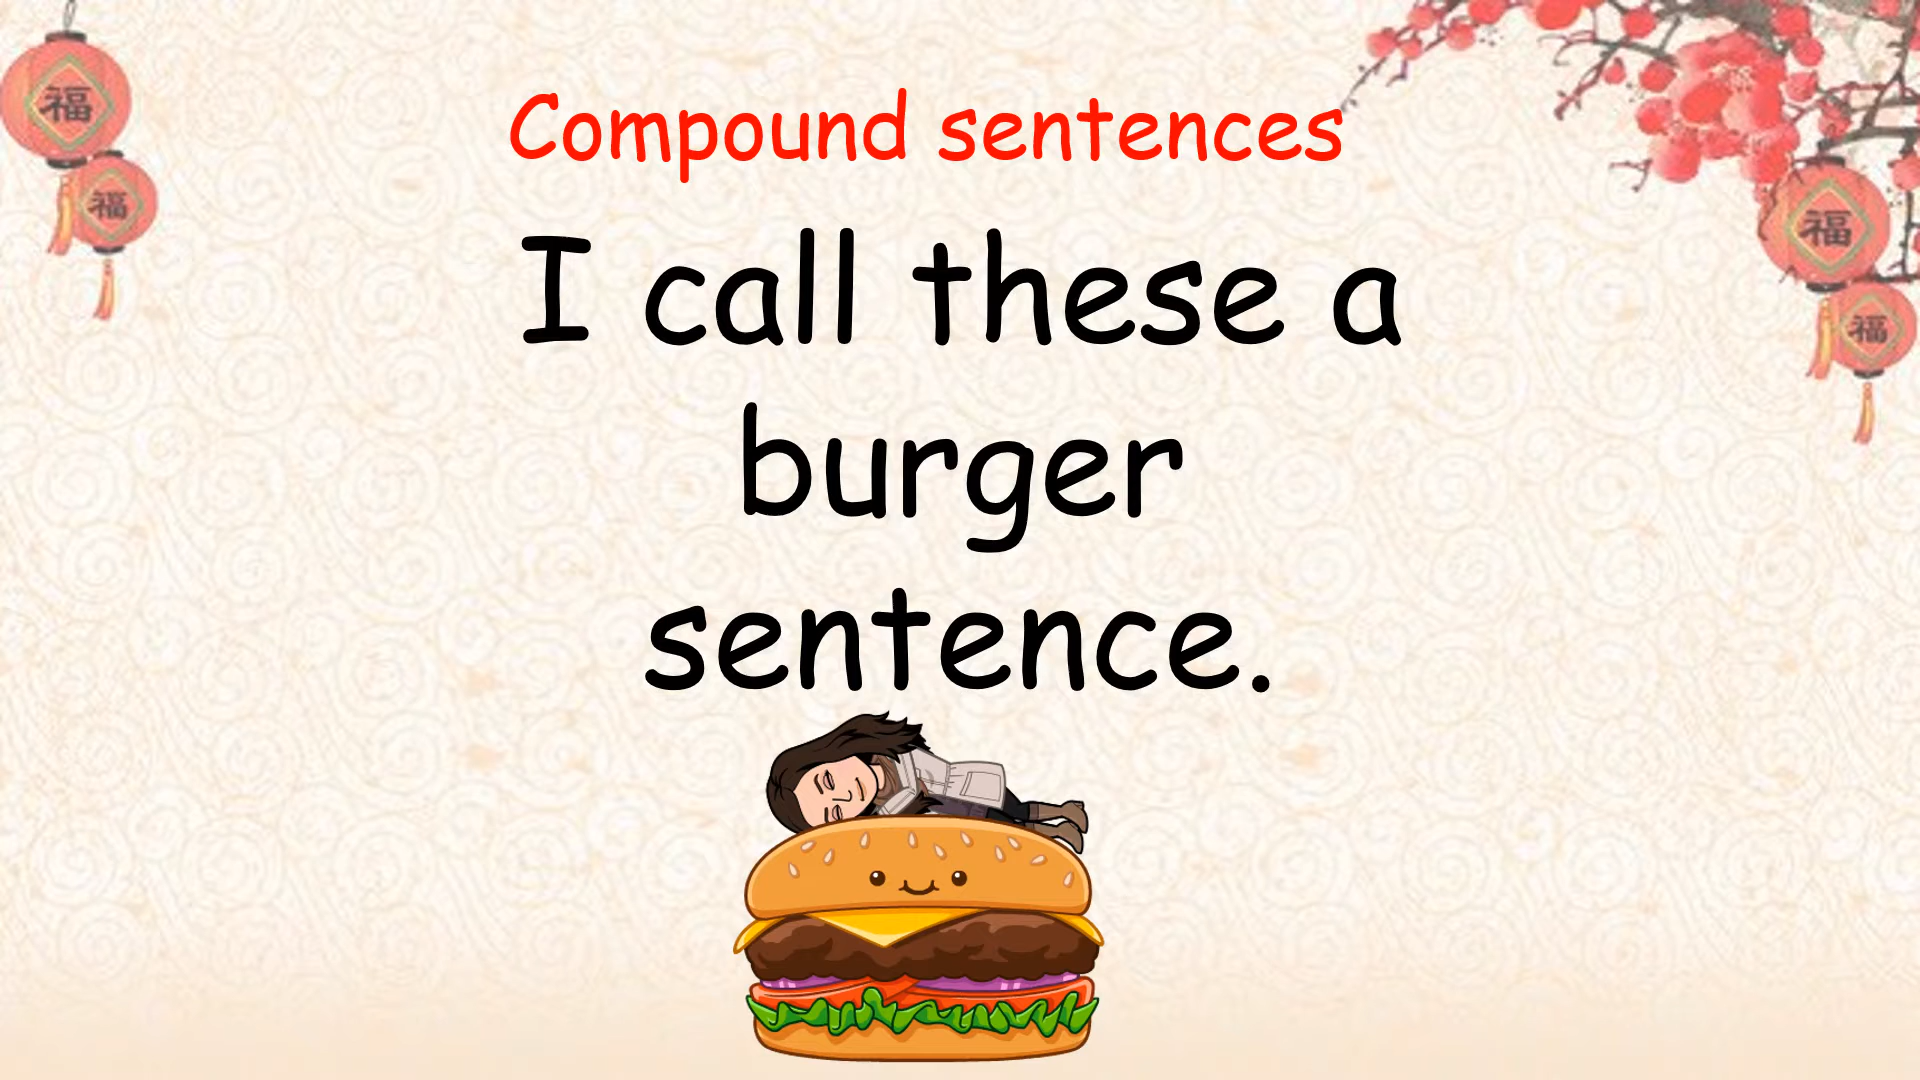 福
福
Compound sentences
I call these a
burger
sentence.
福
福